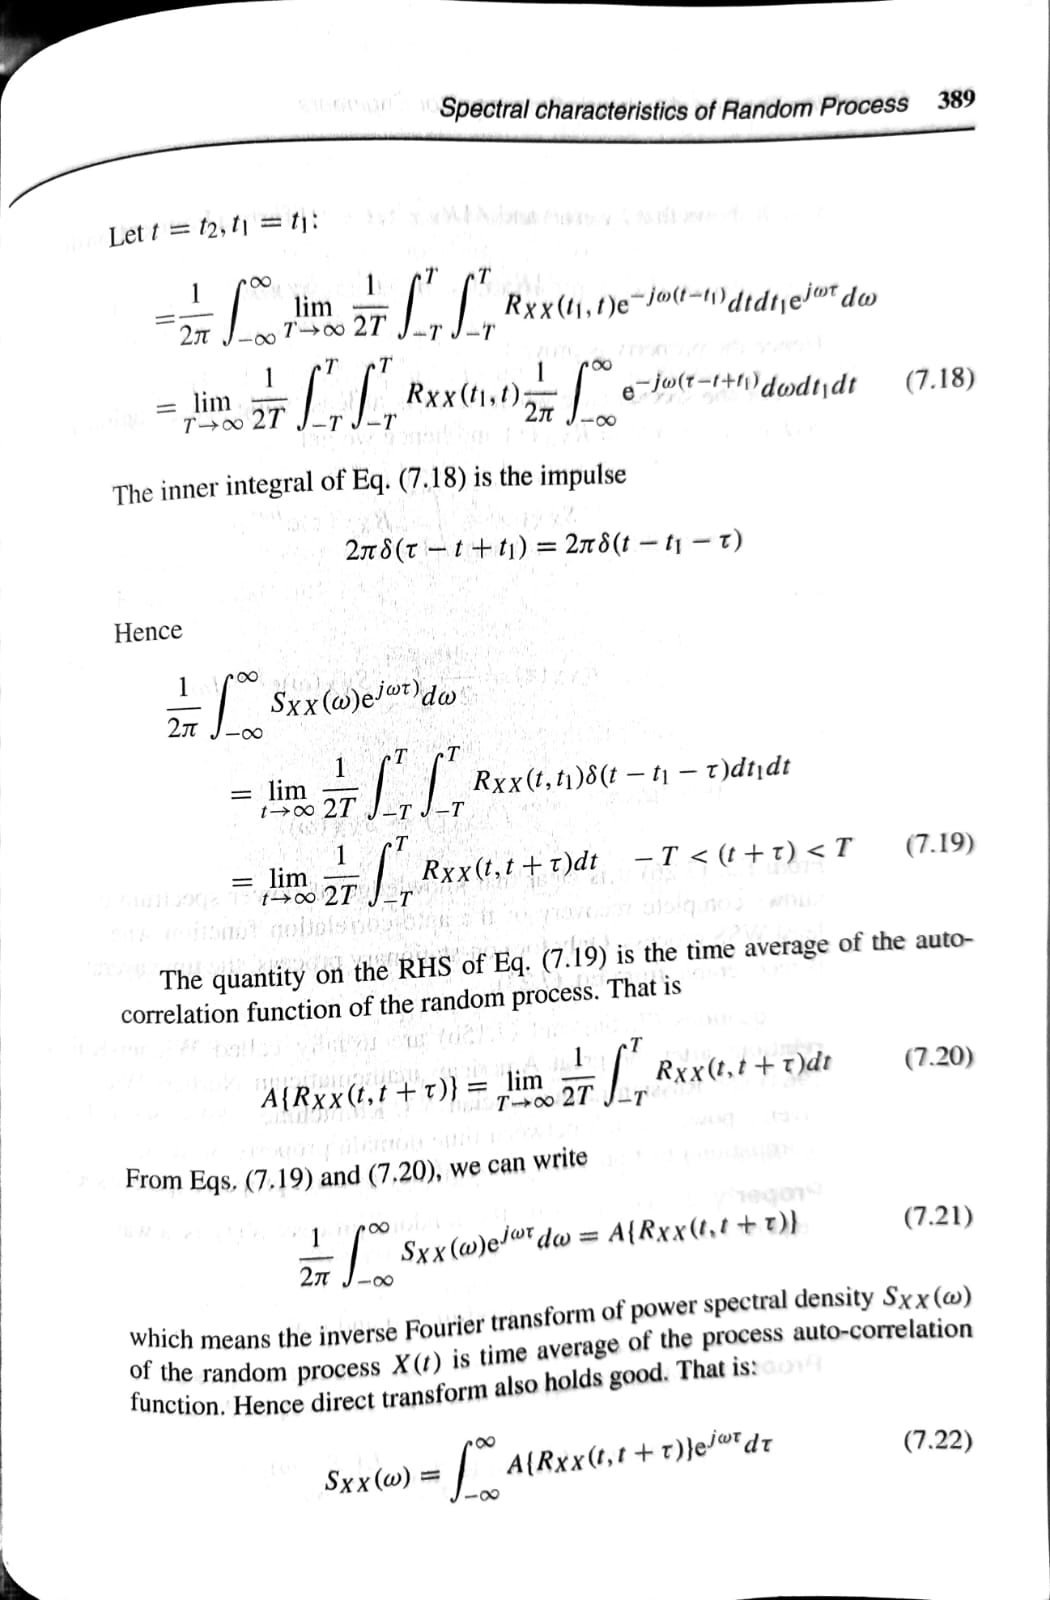 Spectral characteristics of Random Process 389
Let t = t₂, t₁ = t₁:
= 1/2π ∫_{-∞}^{∞} lim_{T→∞} 1/2T ∫_{-T}^{T} ∫_{-T}^{T} R_{XX}(t₁, t)e^{-jω(t-t₁)}dtdt₁e^{jωτ}dω
= lim_{T→∞} 1/2T ∫_{-T}^{T} ∫_{-T}^{T} R_{XX}(t₁, t) 1/2π ∫_{-∞}^{∞} e^{-jω(τ-t+t₁)}dωdt₁dt (7.18)
The inner integral of Eq. (7.18) is the impulse
2πδ(τ − t + t₁) = 2πδ(t − t₁ − τ)
Hence
1/2π ∫_{-∞}^{∞} S_{XX}(ω)e^{jωτ)}dω
= lim_{t→∞} 1/2T ∫_{-T}^{T} ∫_{-T}^{T} R_{XX}(t, t₁)δ(t − t₁ − τ)dt₁dt
= lim_{t→∞} 1/2T ∫_{-T}^{T} R_{XX}(t, t + τ)dt − T < (t + τ) < T (7.19)
The quantity on the RHS of Eq. (7.19) is the time average of the auto-
correlation function of the random process. That is
A{R_{XX}(t, t + τ)} = lim_{T→∞} 1/2T ∫_{-T}^{T} R_{XX}(t, t + τ)dt (7.20)
From Eqs. (7.19) and (7.20), we can write
1/2π ∫_{-∞}^{∞} S_{XX}(ω)e^{jωτ}dω = A{R_{XX}(t, t + τ)} (7.21)
which means the inverse Fourier transform of power spectral density S_{XX}(ω)
of the random process X(t) is time average of the process auto-correlation
function. Hence direct transform also holds good. That is:
S_{XX}(ω) = ∫_{-∞}^{∞} A{R_{XX}(t, t + τ)}e^{jωτ}dτ (7.22)